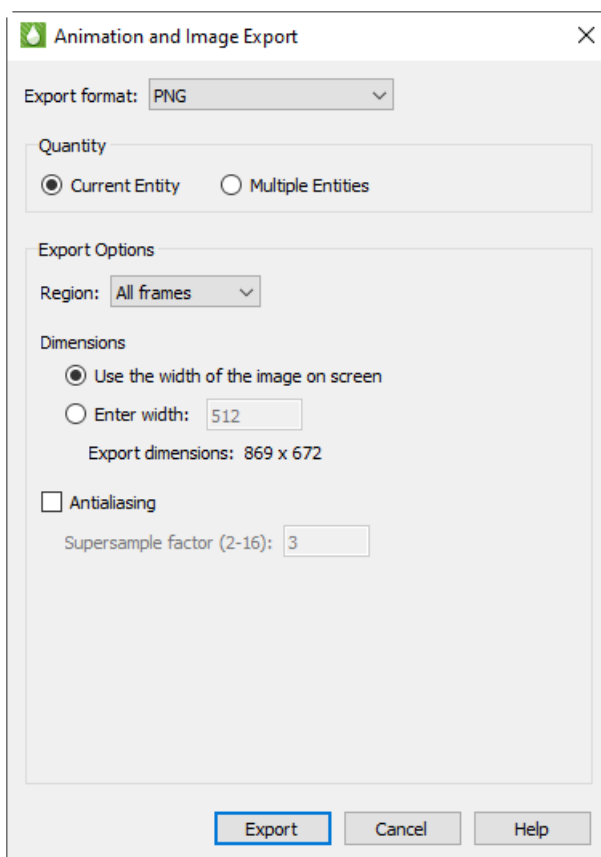 Animation and Image Export
Export format: PNG
Quantity
Current Entity Multiple Entities
Export Options
Region: All frames
Dimensions
Use the width of the image on screen
Enter width: 512
Export dimensions: 869 x 672
Antialiasing
Supersample factor (2-16): 3
Export Cancel Help